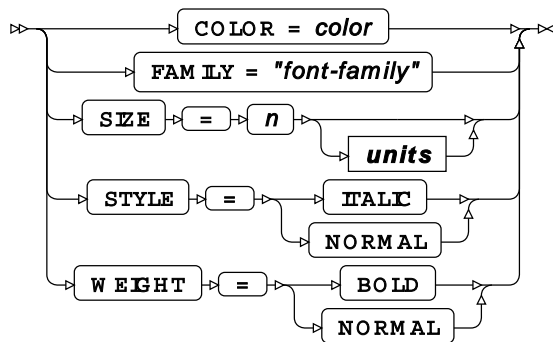 COLOR = color
FAMILY = "font-family"
SIZE = n
units
STYLE = ITALIC
NORMAL
WEIGHT = BOLD
NORMAL